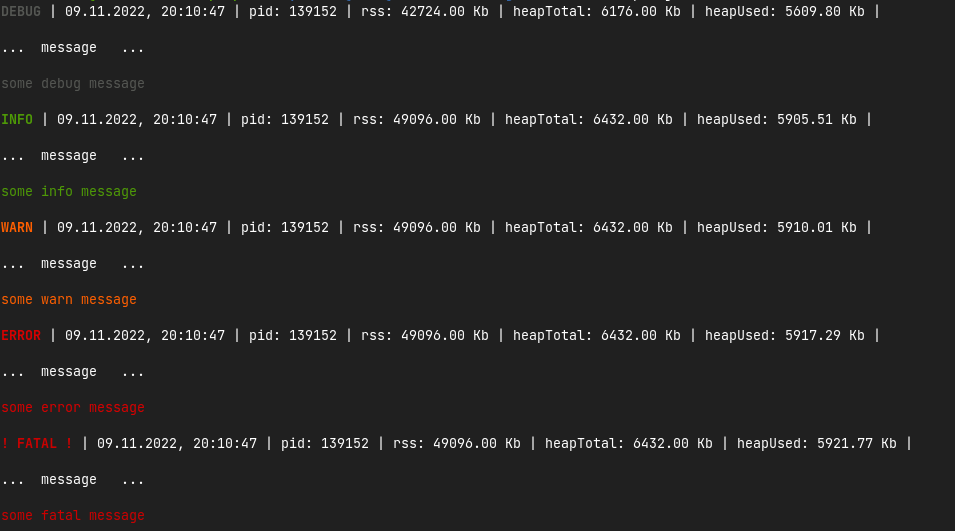 DEBUG | 09.11.2022, 20:10:47 | pid: 139152 | rss: 42724.00 Kb | heapTotal: 6176.00 Kb | heapUsed: 5609.80 Kb |
...  message   ...
some debug message
INFO | 09.11.2022, 20:10:47 | pid: 139152 | rss: 49096.00 Kb | heapTotal: 6432.00 Kb | heapUsed: 5905.51 Kb |
...  message   ...
some info message
WARN | 09.11.2022, 20:10:47 | pid: 139152 | rss: 49096.00 Kb | heapTotal: 6432.00 Kb | heapUsed: 5910.01 Kb |
...  message   ...
some warn message
ERROR | 09.11.2022, 20:10:47 | pid: 139152 | rss: 49096.00 Kb | heapTotal: 6432.00 Kb | heapUsed: 5917.29 Kb |
...  message   ...
some error message
! FATAL ! | 09.11.2022, 20:10:47 | pid: 139152 | rss: 49096.00 Kb | heapTotal: 6432.00 Kb | heapUsed: 5921.77 Kb |
...  message   ...
some fatal message